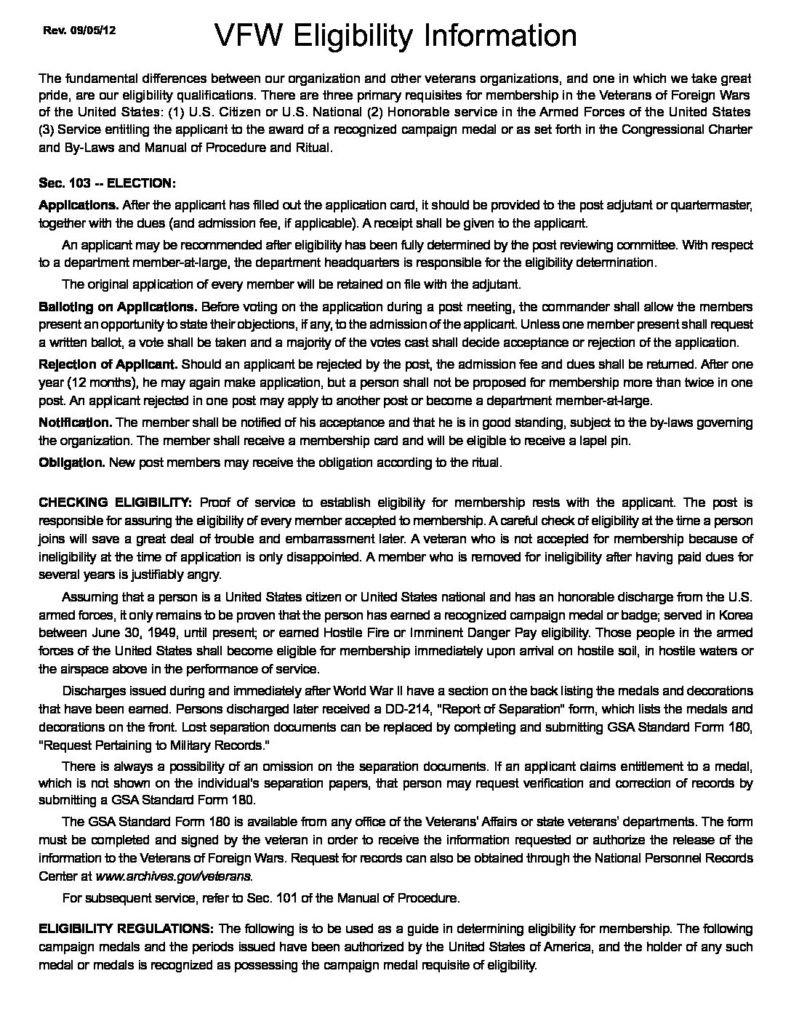 Rev. 09/05/12
VFW Eligibility Information
The fundamental differences between our organization and other veterans organizations, and one in which we take great
pride, are our eligibility qualifications. There are three primary requisites for membership in the Veterans of Foreign Wars
of the United States: (1) U.S. Citizen or U.S. National (2) Honorable service in the Armed Forces of the United States
(3) Service entitling the applicant to the award of a recognized campaign medal or as set forth in the Congressional Charter
and By-Laws and Manual of Procedure and Ritual.
Sec. 103 -- ELECTION:
Applications. After the applicant has filled out the application card, it should be provided to the post adjutant or quartermaster,
together with the dues (and admission fee, if applicable). A receipt shall be given to the applicant.
An applicant may be recommended after eligibility has been fully determined by the post reviewing committee. With respect
to a department member-at-large, the department headquarters is responsible for the eligibility determination.
The original application of every member will be retained on file with the adjutant.
Balloting on Applications. Before voting on the application during a post meeting, the commander shall allow the members
present an opportunity to state their objections, if any, to the admission of the applicant. Unless one member present shall request
a written ballot, a vote shall be taken and a majority of the votes cast shall decide acceptance or rejection of the application.
Rejection of Applicant. Should an applicant be rejected by the post, the admission fee and dues shall be returned. After one
year (12 months), he may again make application, but a person shall not be proposed for membership more than twice in one
post. An applicant rejected in one post may apply to another post or become a department member-at-large.
Notification. The member shall be notified of his acceptance and that he is in good standing, subject to the by-laws governing
the organization. The member shall receive a membership card and will be eligible to receive a lapel pin.
Obligation. New post members may receive the obligation according to the ritual.
CHECKING ELIGIBILITY: Proof of service to establish eligibility for membership rests with the applicant. The post is
responsible for assuring the eligibility of every member accepted to membership. A careful check of eligibility at the time a person
joins will save a great deal of trouble and embarrassment later. A veteran who is not accepted for membership because of
ineligibility at the time of application is only disappointed. A member who is removed for ineligibility after having paid dues for
several years is justifiably angry.
Assuming that a person is a United States citizen or United States national and has an honorable discharge from the U.S.
armed forces, it only remains to be proven that the person has earned a recognized campaign medal or badge; served in Korea
between June 30, 1949, until present; or earned Hostile Fire or Imminent Danger Pay eligibility. Those people in the armed
forces of the United States shall become eligible for membership immediately upon arrival on hostile soil, in hostile waters or
the airspace above in the performance of service.
Discharges issued during and immediately after World War II have a section on the back listing the medals and decorations
that have been earned. Persons discharged later received a DD-214, "Report of Separation" form, which lists the medals and
decorations on the front. Lost separation documents can be replaced by completing and submitting GSA Standard Form 180,
"Request Pertaining to Military Records."
There is always a possibility of an omission on the separation documents. If an applicant claims entitlement to a medal,
which is not shown on the individual's separation papers, that person may request verification and correction of records by
submitting a GSA Standard Form 180.
The GSA Standard Form 180 is available from any office of the Veterans' Affairs or state veterans' departments. The form
must be completed and signed by the veteran in order to receive the information requested or authorize the release of the
information to the Veterans of Foreign Wars. Request for records can also be obtained through the National Personnel Records
Center at www.archives.gov/veterans.
For subsequent service, refer to Sec. 101 of the Manual of Procedure.
ELIGIBILITY REGULATIONS: The following is to be used as a guide in determining eligibility for membership. The following
campaign medals and the periods issued have been authorized by the United States of America, and the holder of any such
medal or medals is recognized as possessing the campaign medal requisite of eligibility.